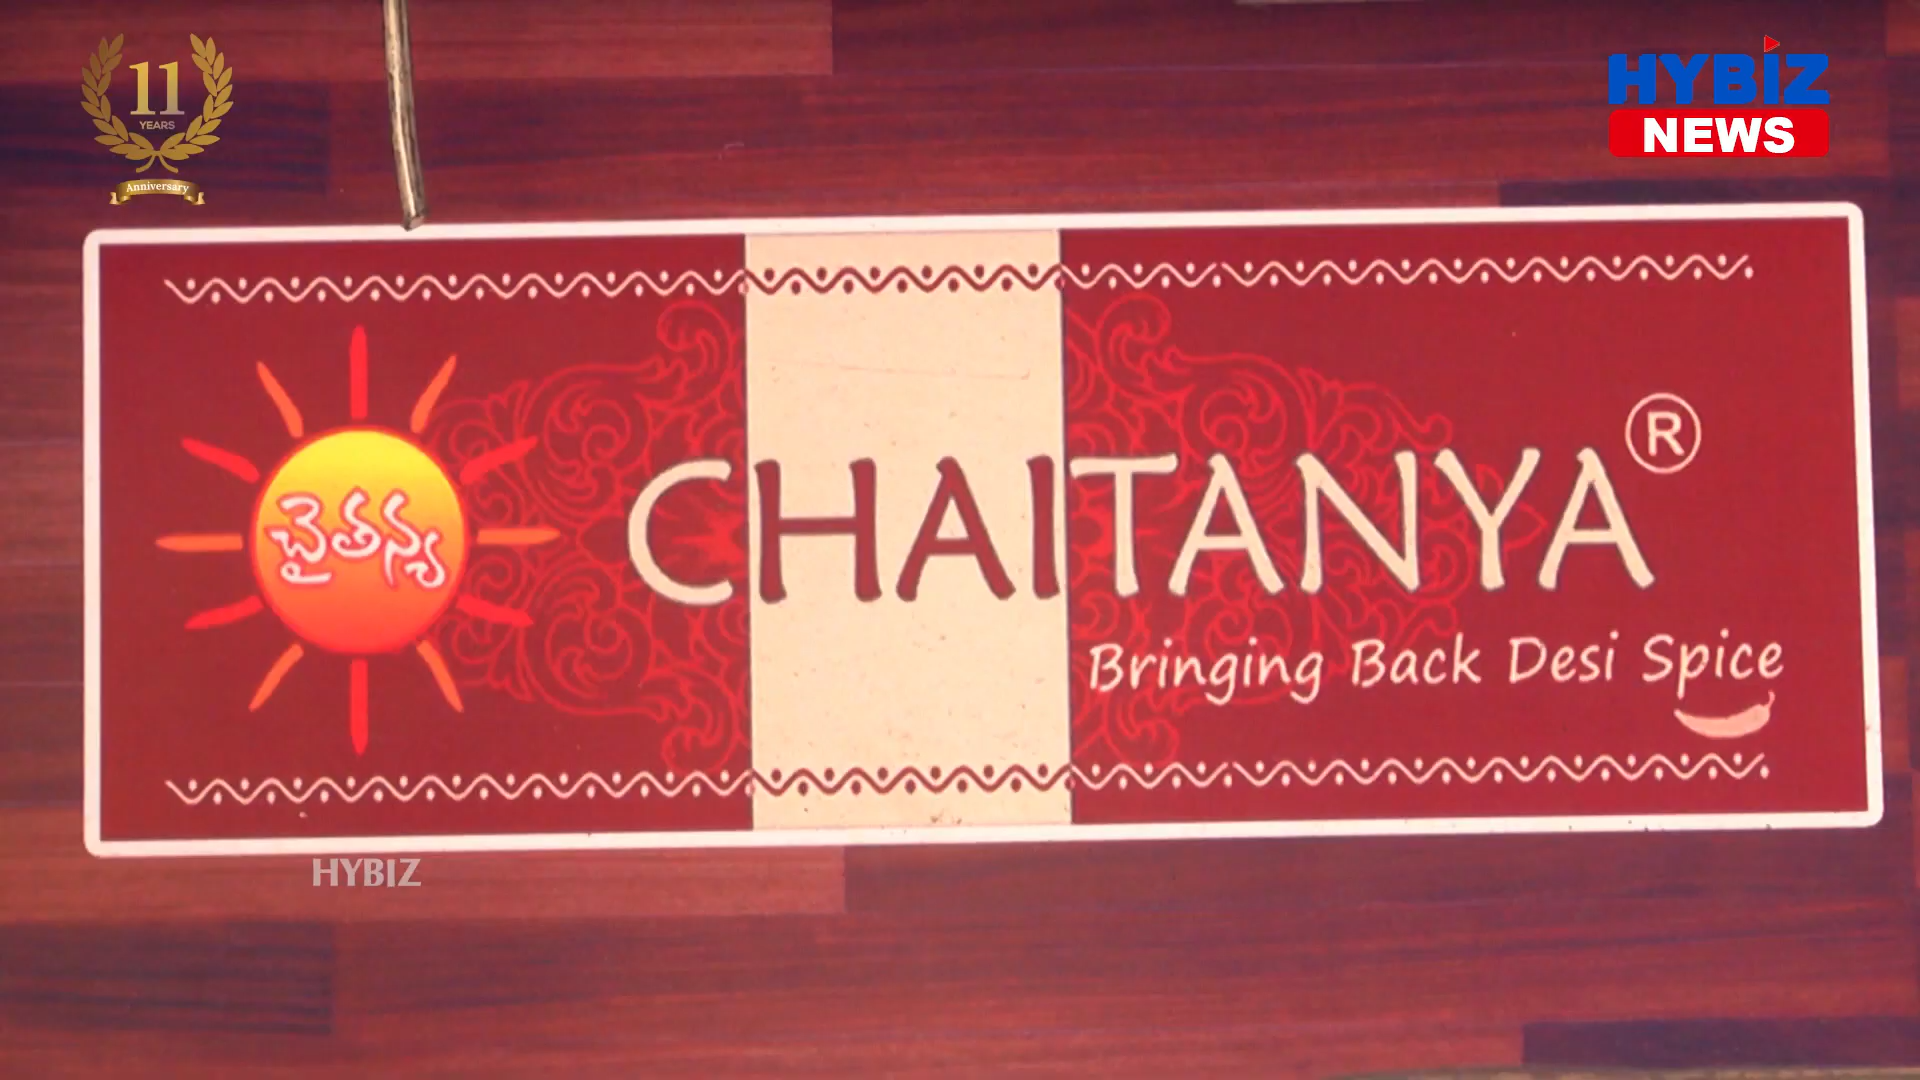 11
YEARS
Anniversary
HYBIZ
NEWS
చైతన్య
CHAITANYA®
Bringing Back Desi Spice
HYBIZ